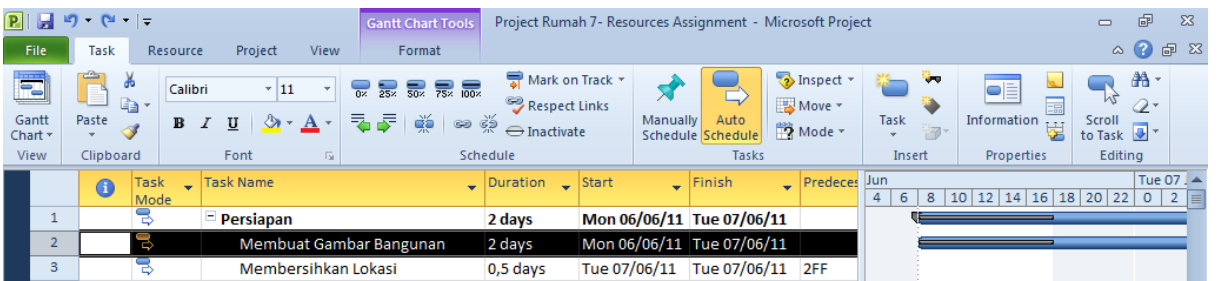 Gantt Chart Tools Project Rumah 7- Resources Assignment - Microsoft Project
File Task Resource Project View Format
Calibri 11 0% 25% 50% 75% 100% Mark on Track Inspect
Gantt Chart Paste B I U A Respect Links Manually Schedule Auto Schedule Move Task Information Scroll to Task
Inactivate Mode
View Clipboard Font Schedule Tasks Insert Properties Editing
Task Mode Task Name Duration Start Finish Predeces Jun Tue 07
4 6 8 10 12 14 16 18 20 22 0 2
1 Persiapan 2 days Mon 06/06/11 Tue 07/06/11
2 Membuat Gambar Bangunan 2 days Mon 06/06/11 Tue 07/06/11
3 Membersihkan Lokasi 0,5 days Tue 07/06/11 Tue 07/06/11 2FF